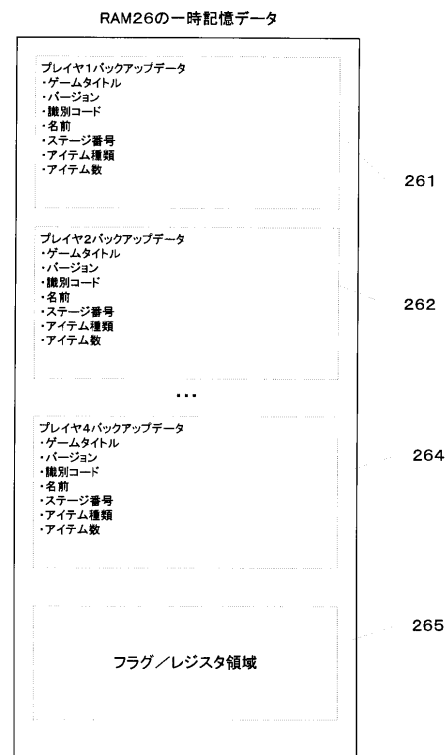 RAM26の一時記憶データ
プレイヤ1バックアップデータ
・ゲームタイトル
・バージョン
・識別コード
・名前
・ステージ番号
・アイテム種類
・アイテム数
261
プレイヤ2バックアップデータ
・ゲームタイトル
・バージョン
・識別コード
・名前
・ステージ番号
・アイテム種類
・アイテム数
262
…
プレイヤ4バックアップデータ
・ゲームタイトル
・バージョン
・識別コード
・名前
・ステージ番号
・アイテム種類
・アイテム数
264
フラグ／レジスタ領域
265